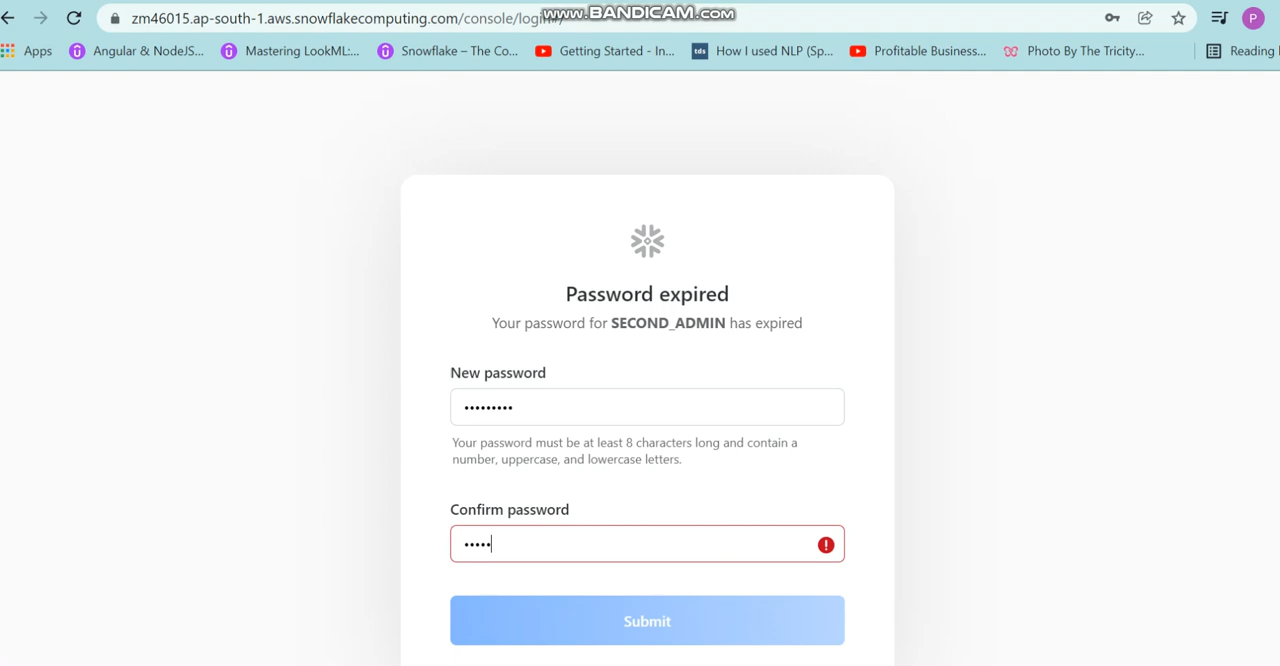 zm46015.ap-south-1.aws.snowflakecomputing.com/console/login#/
www.BANDICAM.com
P
Apps
Angular & NodeJS...
Mastering LookML:...
Snowflake – The Co...
Getting Started - In...
tds
How I used NLP (Sp...
Profitable Business...
Photo By The Tricity...
Reading
Password expired
Your password for SECOND_ADMIN has expired
New password
•••••••••
Your password must be at least 8 characters long and contain a
number, uppercase, and lowercase letters.
Confirm password
•••••
Submit